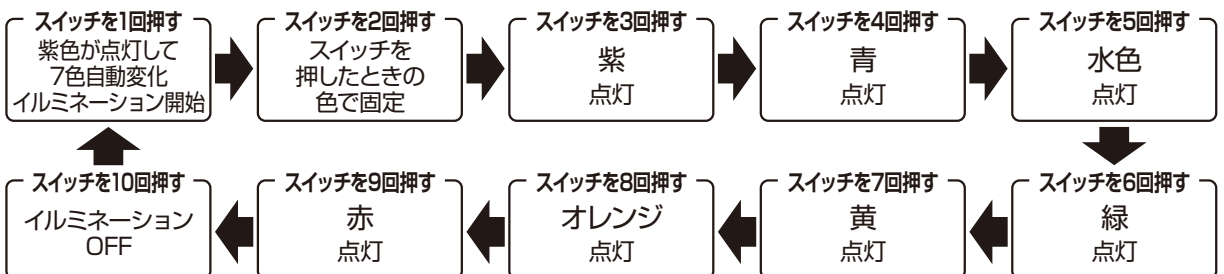 スイッチを1回押す
紫色が点灯して
7色自動変化
イルミネーション開始
スイッチを2回押す
スイッチを
押したときの
色で固定
スイッチを3回押す
紫
点灯
スイッチを4回押す
青
点灯
スイッチを5回押す
水色
点灯
スイッチを6回押す
緑
点灯
スイッチを7回押す
黄
点灯
スイッチを8回押す
オレンジ
点灯
スイッチを9回押す
赤
点灯
スイッチを10回押す
イルミネーション
OFF